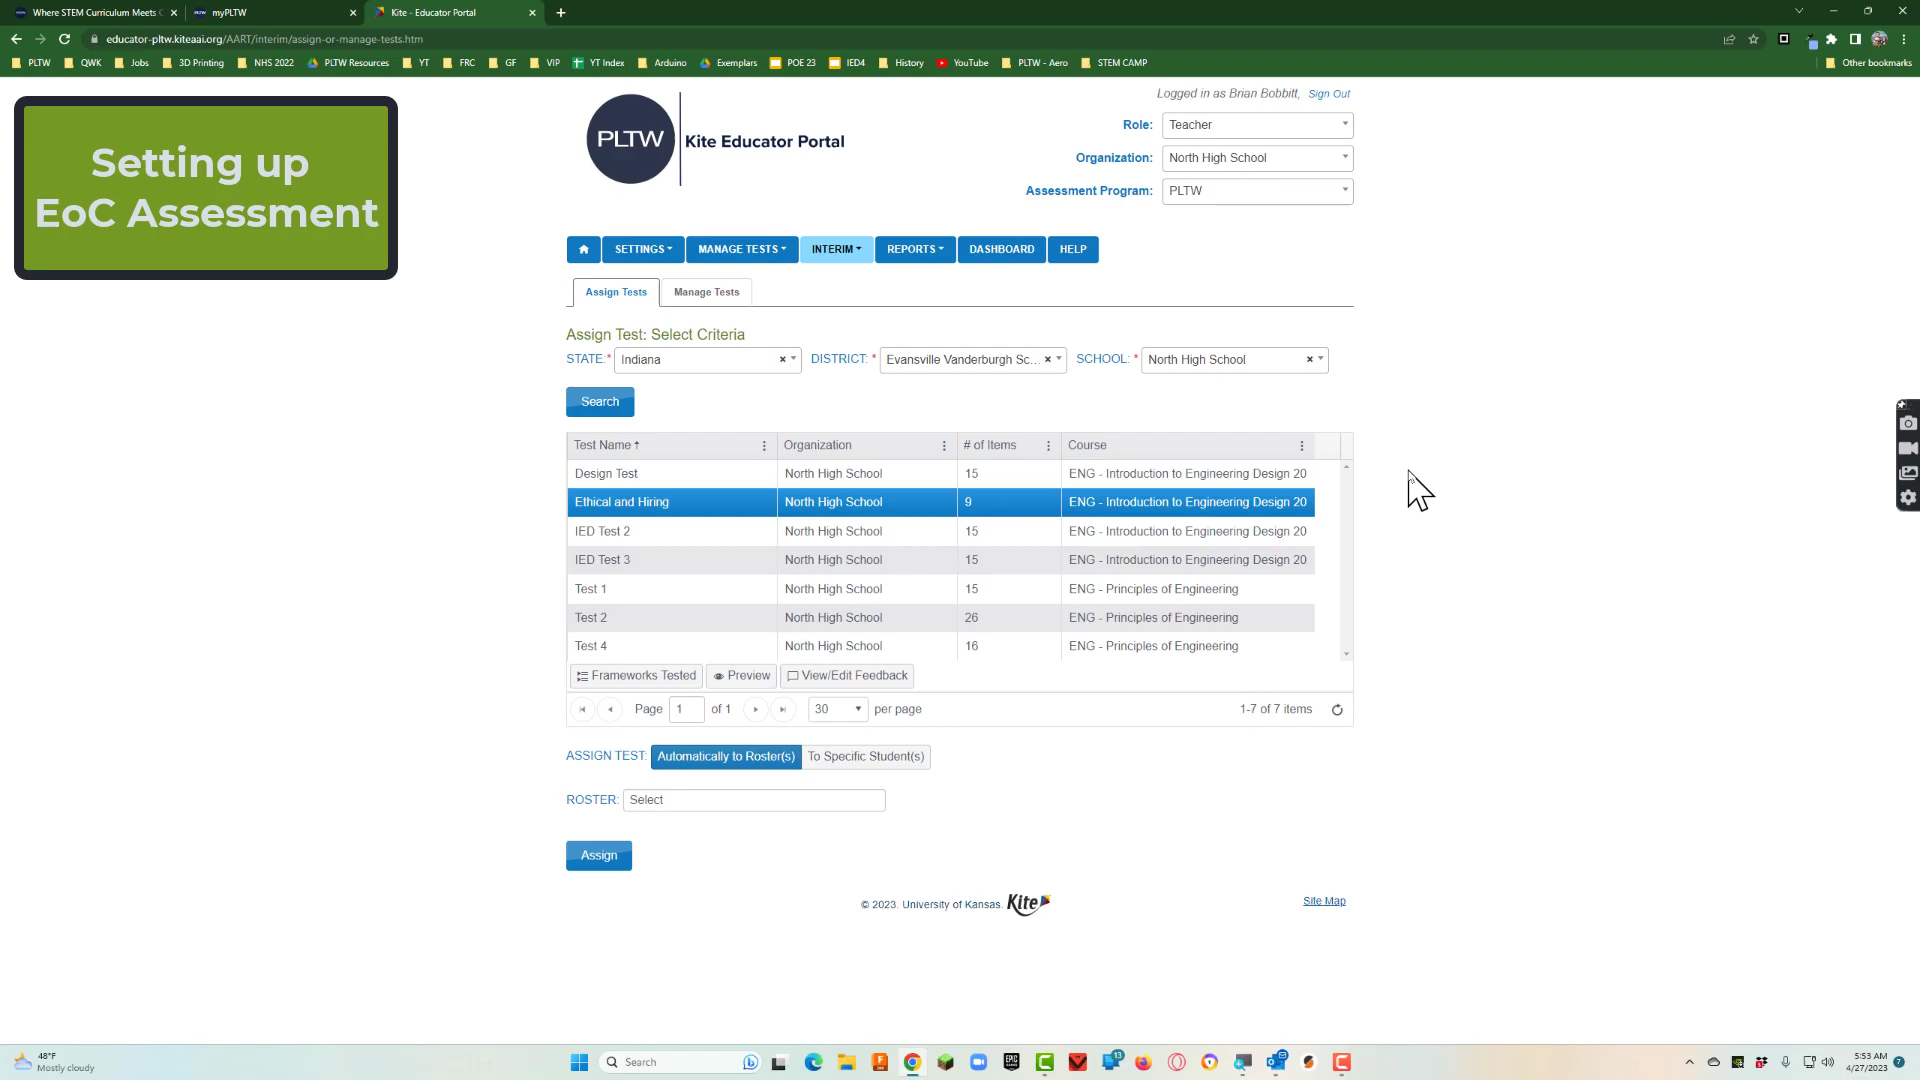 Where STEM Curriculum Meets C
myPLTW
Kite - Educator Portal
educator-pltw.kiteaai.org/AART/interim/assign-or-manage-tests.htm
PLTW
QWK
Jobs
3D Printing
NHS 2022
PLTW Resources
YT
FRC
GF
VIP
YT Index
Arduino
Exemplars
POE 23
IED4
History
YouTube
PLTW - Aero
STEM CAMP
Other bookmarks
Setting up
EoC Assessment
PLTW
Kite Educator Portal
Logged in as Brian Bobbitt, Sign Out
Role: Teacher
Organization: North High School
Assessment Program: PLTW
SETTINGS
MANAGE TESTS
INTERIM
REPORTS
DASHBOARD
HELP
Assign Tests
Manage Tests
Assign Test: Select Criteria
STATE:* Indiana
DISTRICT: * Evansville Vanderburgh Sc...
SCHOOL: * North High School
Search
Test Name Organization # of Items Course
Design Test North High School 15 ENG - Introduction to Engineering Design 20
Ethical and Hiring North High School 9 ENG - Introduction to Engineering Design 20
IED Test 2 North High School 15 ENG - Introduction to Engineering Design 20
IED Test 3 North High School 15 ENG - Introduction to Engineering Design 20
Test 1 North High School 15 ENG - Principles of Engineering
Test 2 North High School 26 ENG - Principles of Engineering
Test 4 North High School 16 ENG - Principles of Engineering
Frameworks Tested
Preview
View/Edit Feedback
Page 1 of 1
30 per page
1-7 of 7 items
ASSIGN TEST: Automatically to Roster(s) To Specific Student(s)
ROSTER: Select
Assign
© 2023. University of Kansas. Kite
Site Map
48°F
Mostly cloudy
Search
EPIC
13
5:53 AM
4/27/2023
7